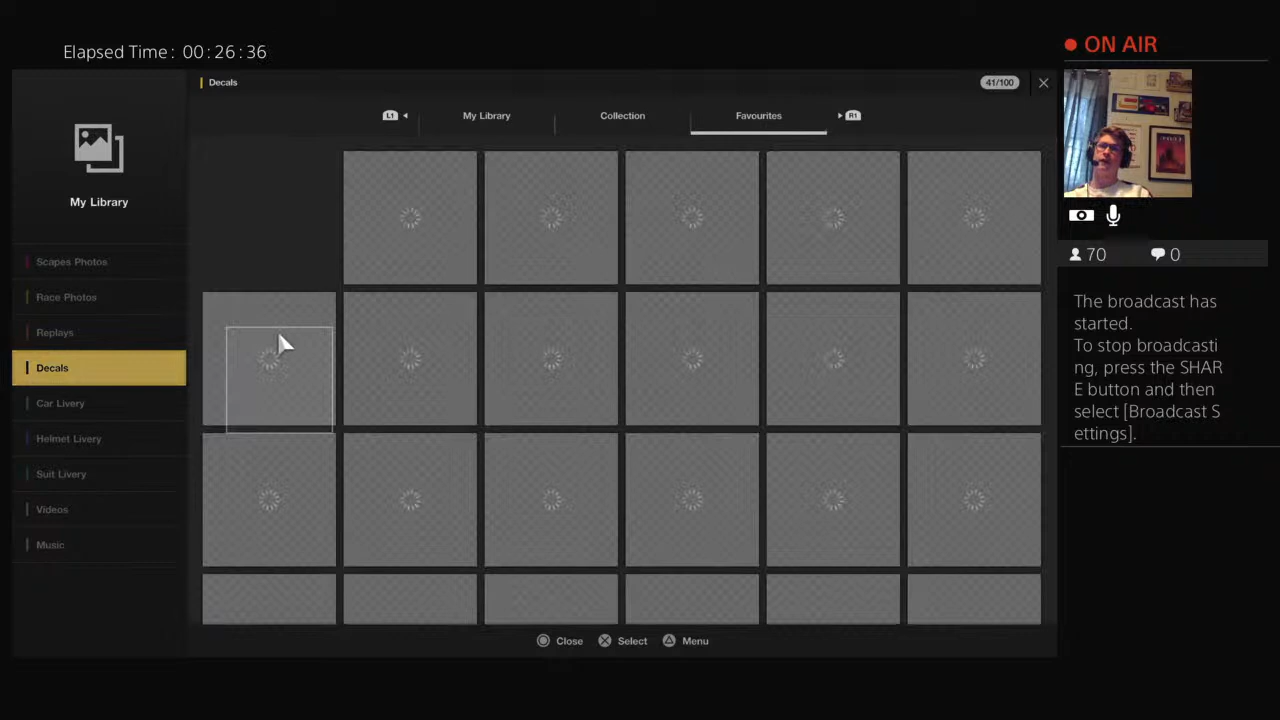 Elapsed Time: 00:26:36
ON AIR
Decals
41/100
L1
My Library
Collection
Favourites
R1
My Library
70
0
Scapes Photos
Race Photos
Replays
Decals
Car Livery
Helmet Livery
Suit Livery
Videos
Music
The broadcast has
started.
To stop broadcasti
ng, press the SHAR
E button and then
select [Broadcast S
ettings].
Close
Select
Menu